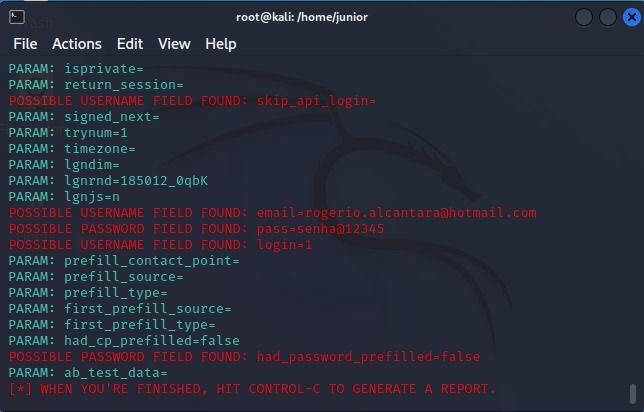 root@kali: /home/junior
File Actions Edit View Help
PARAM: isprivate=
PARAM: return_session=
POSSIBLE USERNAME FIELD FOUND: skip_api_login=
PARAM: signed_next=
PARAM: trynum=1
PARAM: timezone=
PARAM: lgndim=
PARAM: lgnrnd=185012_0qbK
PARAM: lgnjs=n
POSSIBLE USERNAME FIELD FOUND: email=rogerio.alcantara@hotmail.com
POSSIBLE PASSWORD FIELD FOUND: pass=senha@12345
POSSIBLE USERNAME FIELD FOUND: login=1
PARAM: prefill_contact_point=
PARAM: prefill_source=
PARAM: prefill_type=
PARAM: first_prefill_source=
PARAM: first_prefill_type=
PARAM: had_cp_prefilled=false
POSSIBLE PASSWORD FIELD FOUND: had_password_prefilled=false
PARAM: ab_test_data=
[*] WHEN YOU'RE FINISHED, HIT CONTROL-C TO GENERATE A REPORT.